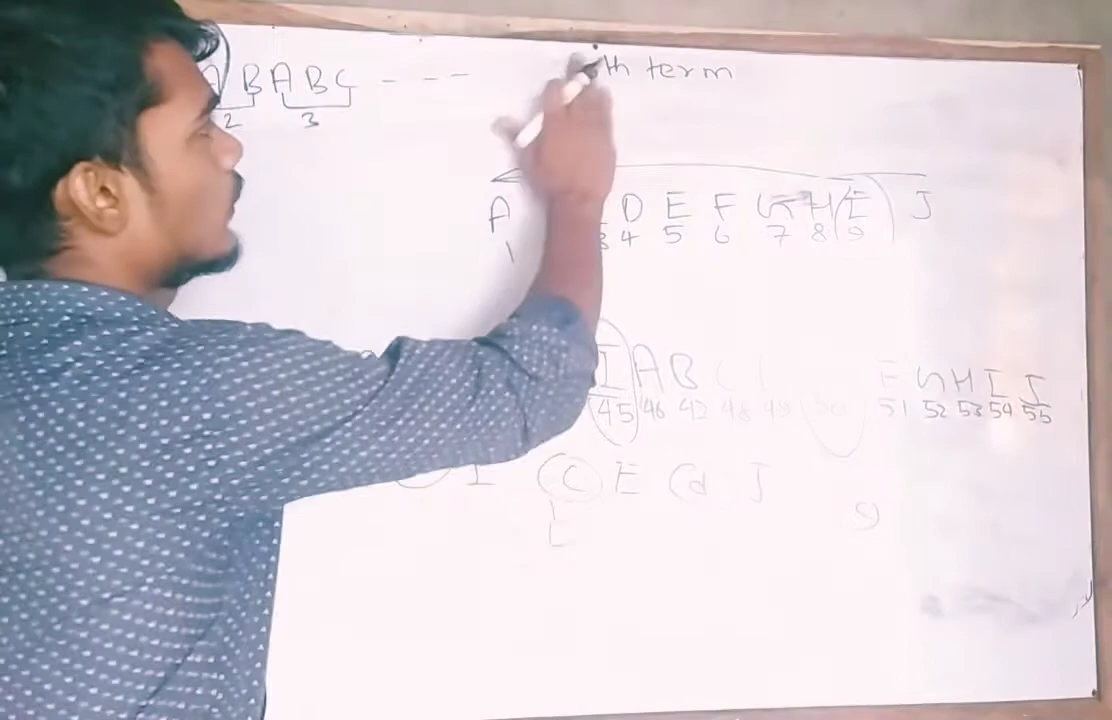 A B A B C - - -
th term
2 3
A D E F G H I J
1 3 4 5 6 7 8 9
I A B F G H I J
45 46 47 48 49 50 51 52 53 54 55
I (C) E (d) J